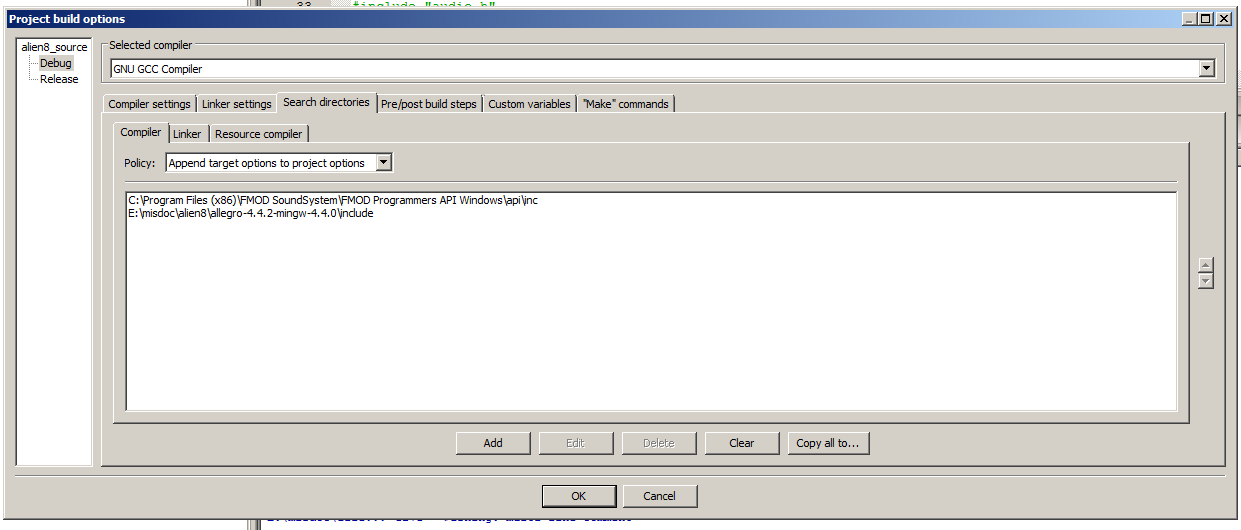 33 #include "audio.h"
Project build options
alien8_source
Debug
Release
Selected compiler
GNU GCC Compiler
Compiler settings Linker settings Search directories Pre/post build steps Custom variables "Make" commands
Compiler Linker Resource compiler
Policy: Append target options to project options
C:\Program Files (x86)\FMOD SoundSystem\FMOD Programmers API Windows\api\inc
E:\misdoc\alien8\allegro-4.4.2-mingw-4.4.0\include
Add Edit Delete Clear Copy all to...
OK Cancel